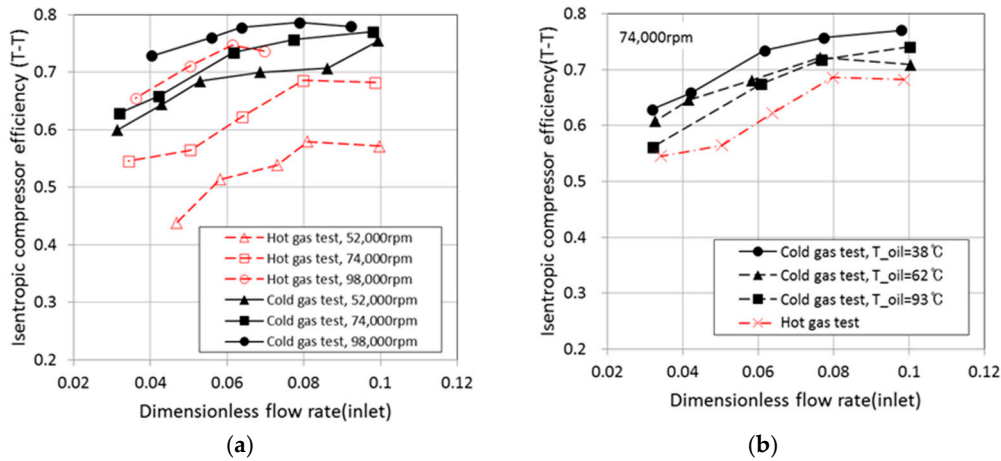 Isentropic compressor efficiency (T-T)
0.8
0.7
0.6
0.5
0.4
0.3
0.2
Hot gas test, 52,000rpm
Hot gas test, 74,000rpm
Hot gas test, 98,000rpm
Cold gas test, 52,000rpm
Cold gas test, 74,000rpm
Cold gas test, 98,000rpm
0.02 0.04 0.06 0.08 0.1 0.12
Dimensionless flow rate(inlet)
(a)
Isentropic compressor efficiency(T-T)
0.8
0.7
0.6
0.5
0.4
0.3
0.2
74,000rpm
Cold gas test, T_oil=38℃
Cold gas test, T_oil=62℃
Cold gas test, T_oil=93℃
Hot gas test
0.02 0.04 0.06 0.08 0.1 0.12
Dimensionless flow rate(inlet)
(b)